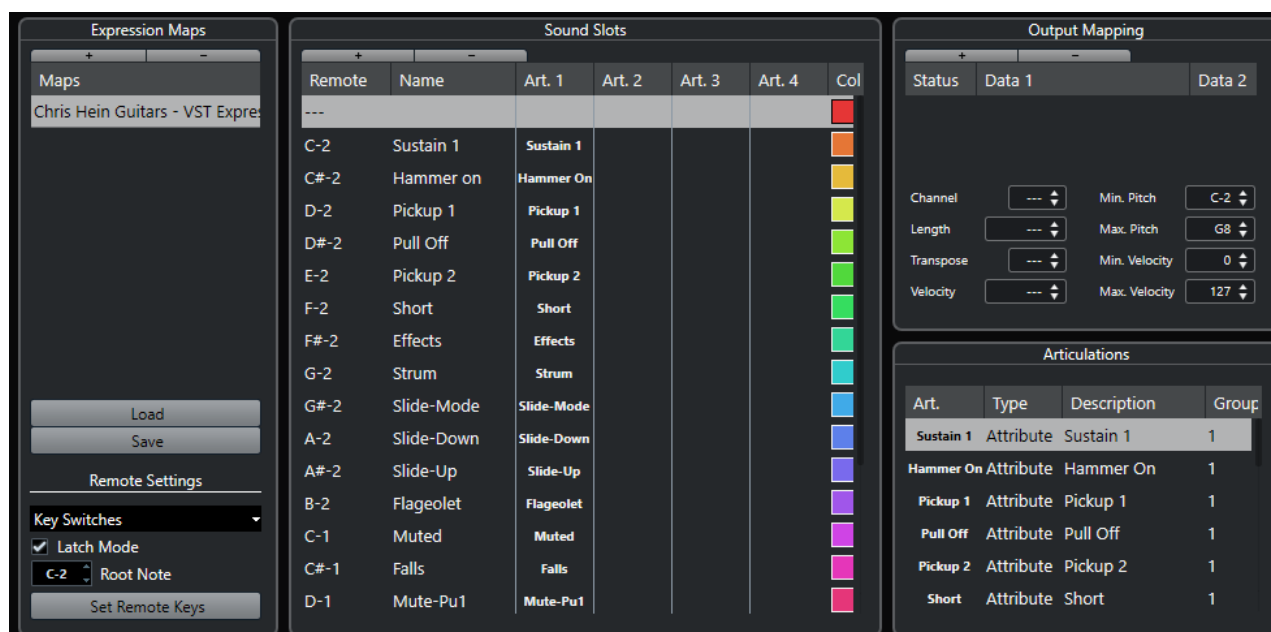 Expression Maps
+ -
Maps
Chris Hein Guitars - VST Expre
Load
Save
Remote Settings
Key Switches
Latch Mode
C-2 Root Note
Set Remote Keys
Sound Slots
+ -
Remote Name Art. 1 Art. 2 Art. 3 Art. 4 Col
---
C-2 Sustain 1 Sustain 1
C#-2 Hammer on Hammer On
D-2 Pickup 1 Pickup 1
D#-2 Pull Off Pull Off
E-2 Pickup 2 Pickup 2
F-2 Short Short
F#-2 Effects Effects
G-2 Strum Strum
G#-2 Slide-Mode Slide-Mode
A-2 Slide-Down Slide-Down
A#-2 Slide-Up Slide-Up
B-2 Flageolet Flageolet
C-1 Muted Muted
C#-1 Falls Falls
D-1 Mute-Pu1 Mute-Pu1
Output Mapping
+ -
Status Data 1 Data 2
Channel --- Min. Pitch C-2
Length --- Max. Pitch G8
Transpose --- Min. Velocity 0
Velocity --- Max. Velocity 127
Articulations
Art. Type Description Group
Sustain 1 Attribute Sustain 1 1
Hammer On Attribute Hammer On 1
Pickup 1 Attribute Pickup 1 1
Pull Off Attribute Pull Off 1
Pickup 2 Attribute Pickup 2 1
Short Attribute Short 1